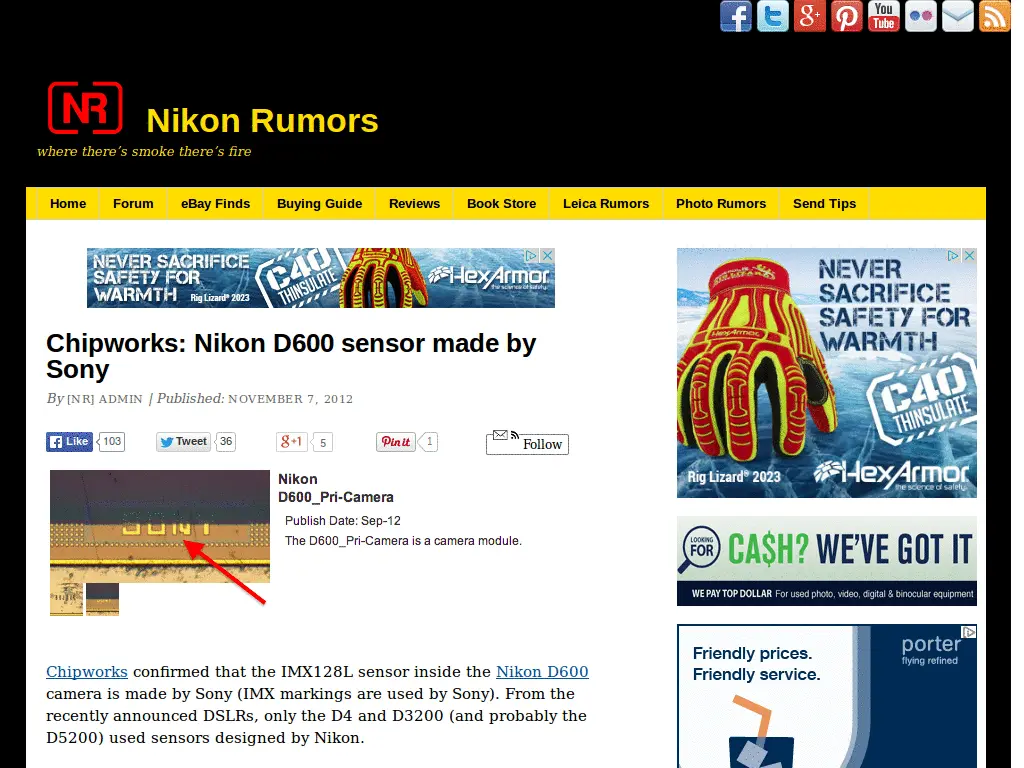 You
Tube
NR
Nikon Rumors
where there's smoke there's fire
Home Forum eBay Finds Buying Guide Reviews Book Store Leica Rumors Photo Rumors Send Tips
NEVER SACRIFICE
SAFETY FOR
WARMTH Rig Lizard® 2023
C40
THINSULATE
HexArmor
the science of safety.
Chipworks: Nikon D600 sensor made by
Sony
By [NR] ADMIN | Published: NOVEMBER 7, 2012
Like 103 Tweet 36 g+1 5 Pin it 1 Follow
SONY
Nikon
D600_Pri-Camera
Publish Date: Sep-12
The D600_Pri-Camera is a camera module.
Chipworks confirmed that the IMX128L sensor inside the Nikon D600
camera is made by Sony (IMX markings are used by Sony). From the
recently announced DSLRs, only the D4 and D3200 (and probably the
D5200) used sensors designed by Nikon.
NEVER
SACRIFICE
SAFETY FOR
WARMTH
HexArmor
C40
THINSULATE
Rig Lizard® 2023
HexArmor
the science of safety.
LOOKING
FOR
CA$H? WE'VE GOT IT
WE PAY TOP DOLLAR For used photo, video, digital & binocular equipment
Friendly prices.
Friendly service.
porter
flying refined